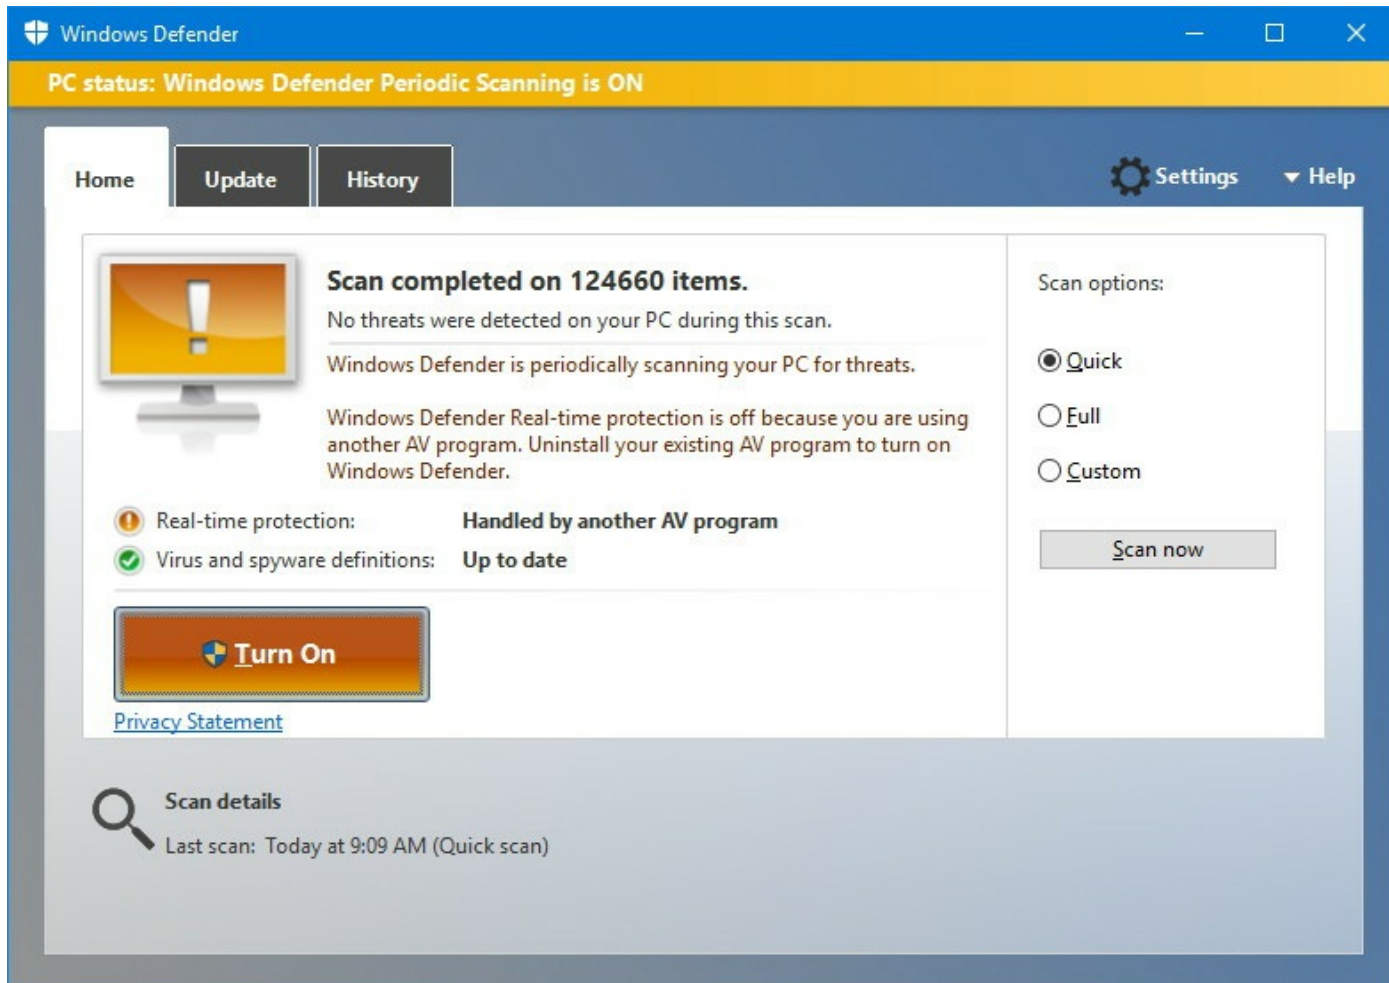 Windows Defender
PC status: Windows Defender Periodic Scanning is ON
Home
Update
History
Settings
Help
Scan completed on 124660 items.
No threats were detected on your PC during this scan.
Windows Defender is periodically scanning your PC for threats.
Windows Defender Real-time protection is off because you are using
another AV program. Uninstall your existing AV program to turn on
Windows Defender.
Real-time protection: Handled by another AV program
Virus and spyware definitions: Up to date
Turn On
Privacy Statement
Scan options:
Quick
Full
Custom
Scan now
Scan details
Last scan: Today at 9:09 AM (Quick scan)